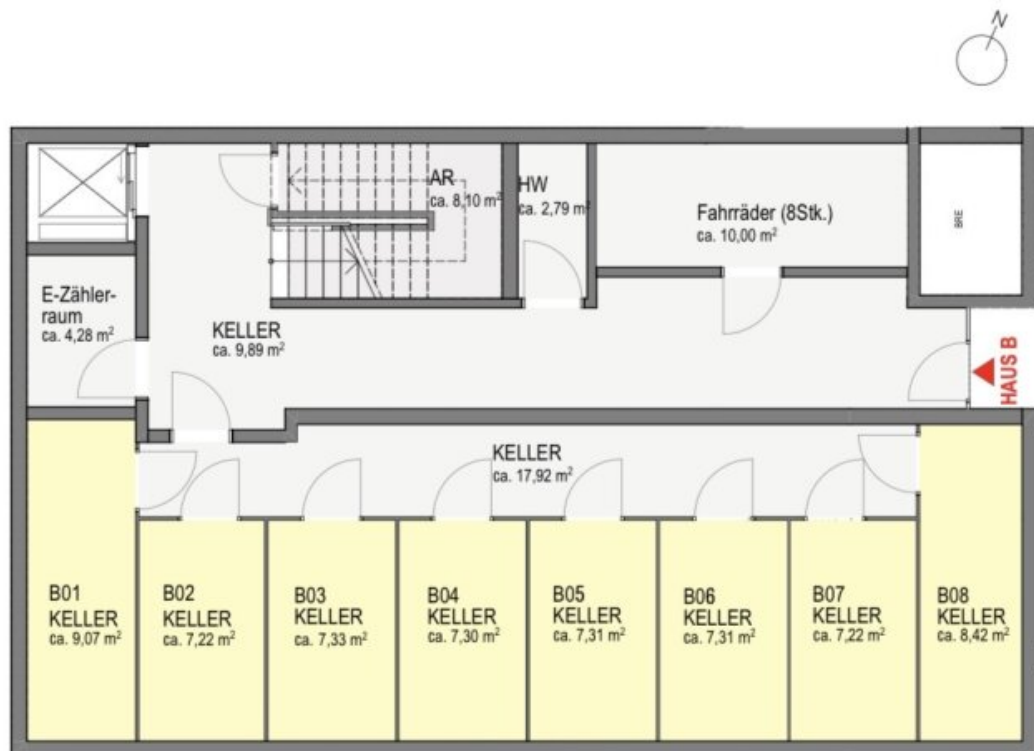 N
AR
ca. 8,10 m²
HW
ca. 2,79 m²
Fahrräder (8Stk.)
ca. 10,00 m²
BRE
E-Zähler-
raum
ca. 4,28 m²
KELLER
ca. 9,89 m²
HAUS B
KELLER
ca. 17,92 m²
B01
KELLER
ca. 9,07 m²
B02
KELLER
ca. 7,22 m²
B03
KELLER
ca. 7,33 m²
B04
KELLER
ca. 7,30 m²
B05
KELLER
ca. 7,31 m²
B06
KELLER
ca. 7,31 m²
B07
KELLER
ca. 7,22 m²
B08
KELLER
ca. 8,42 m²